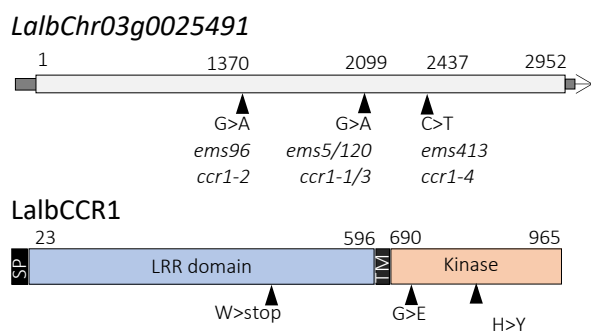 LalbChr03g0025491
1 1370 2099 2437 2952
G>A G>A C>T
ems96 ems5/120 ems413
ccr1-2 ccr1-1/3 ccr1-4
LalbCCR1
23 596 690 965
SP LRR domain TM Kinase
W>stop G>E H>Y